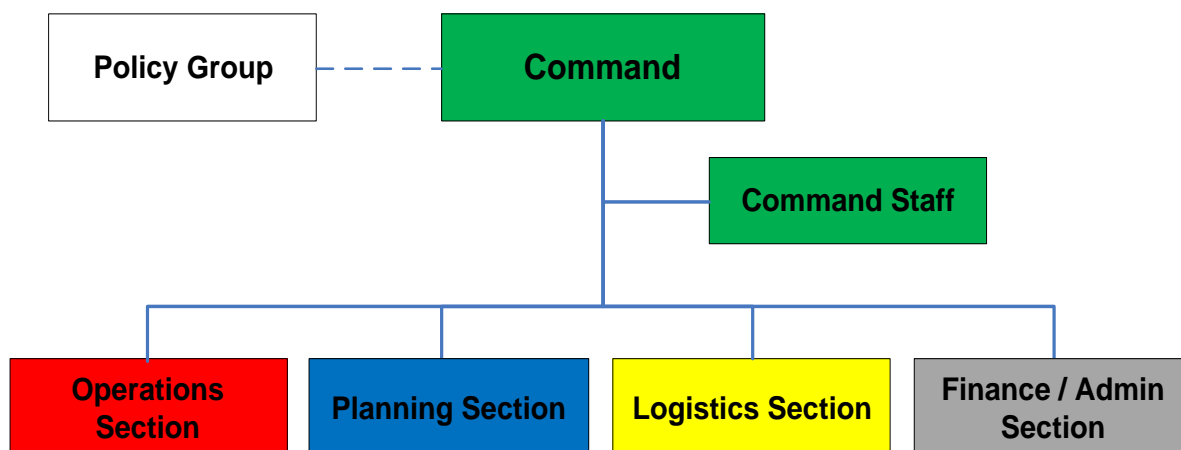 Policy Group
Command
Command Staff
Operations
Section
Planning Section
Logistics Section
Finance / Admin
Section